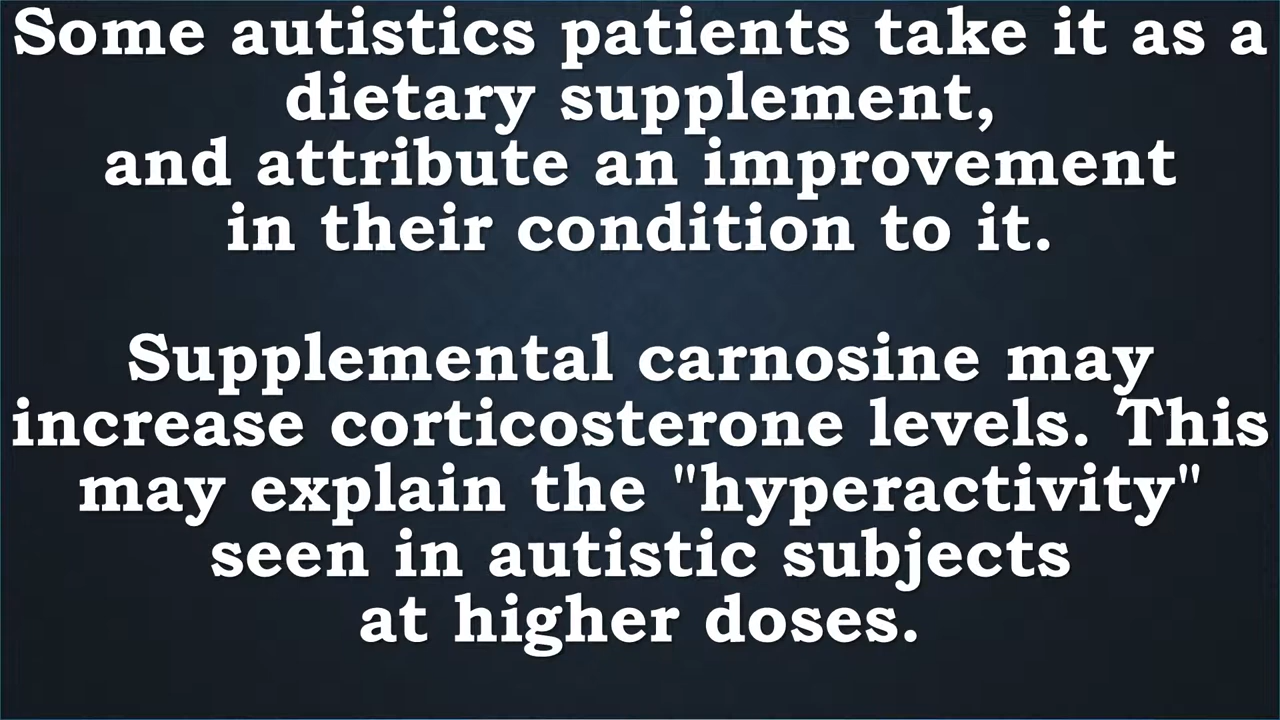 Some autistics patients take it as a
dietary supplement,
and attribute an improvement
in their condition to it.
Supplemental carnosine may
increase corticosterone levels. This
may explain the "hyperactivity"
seen in autistic subjects
at higher doses.